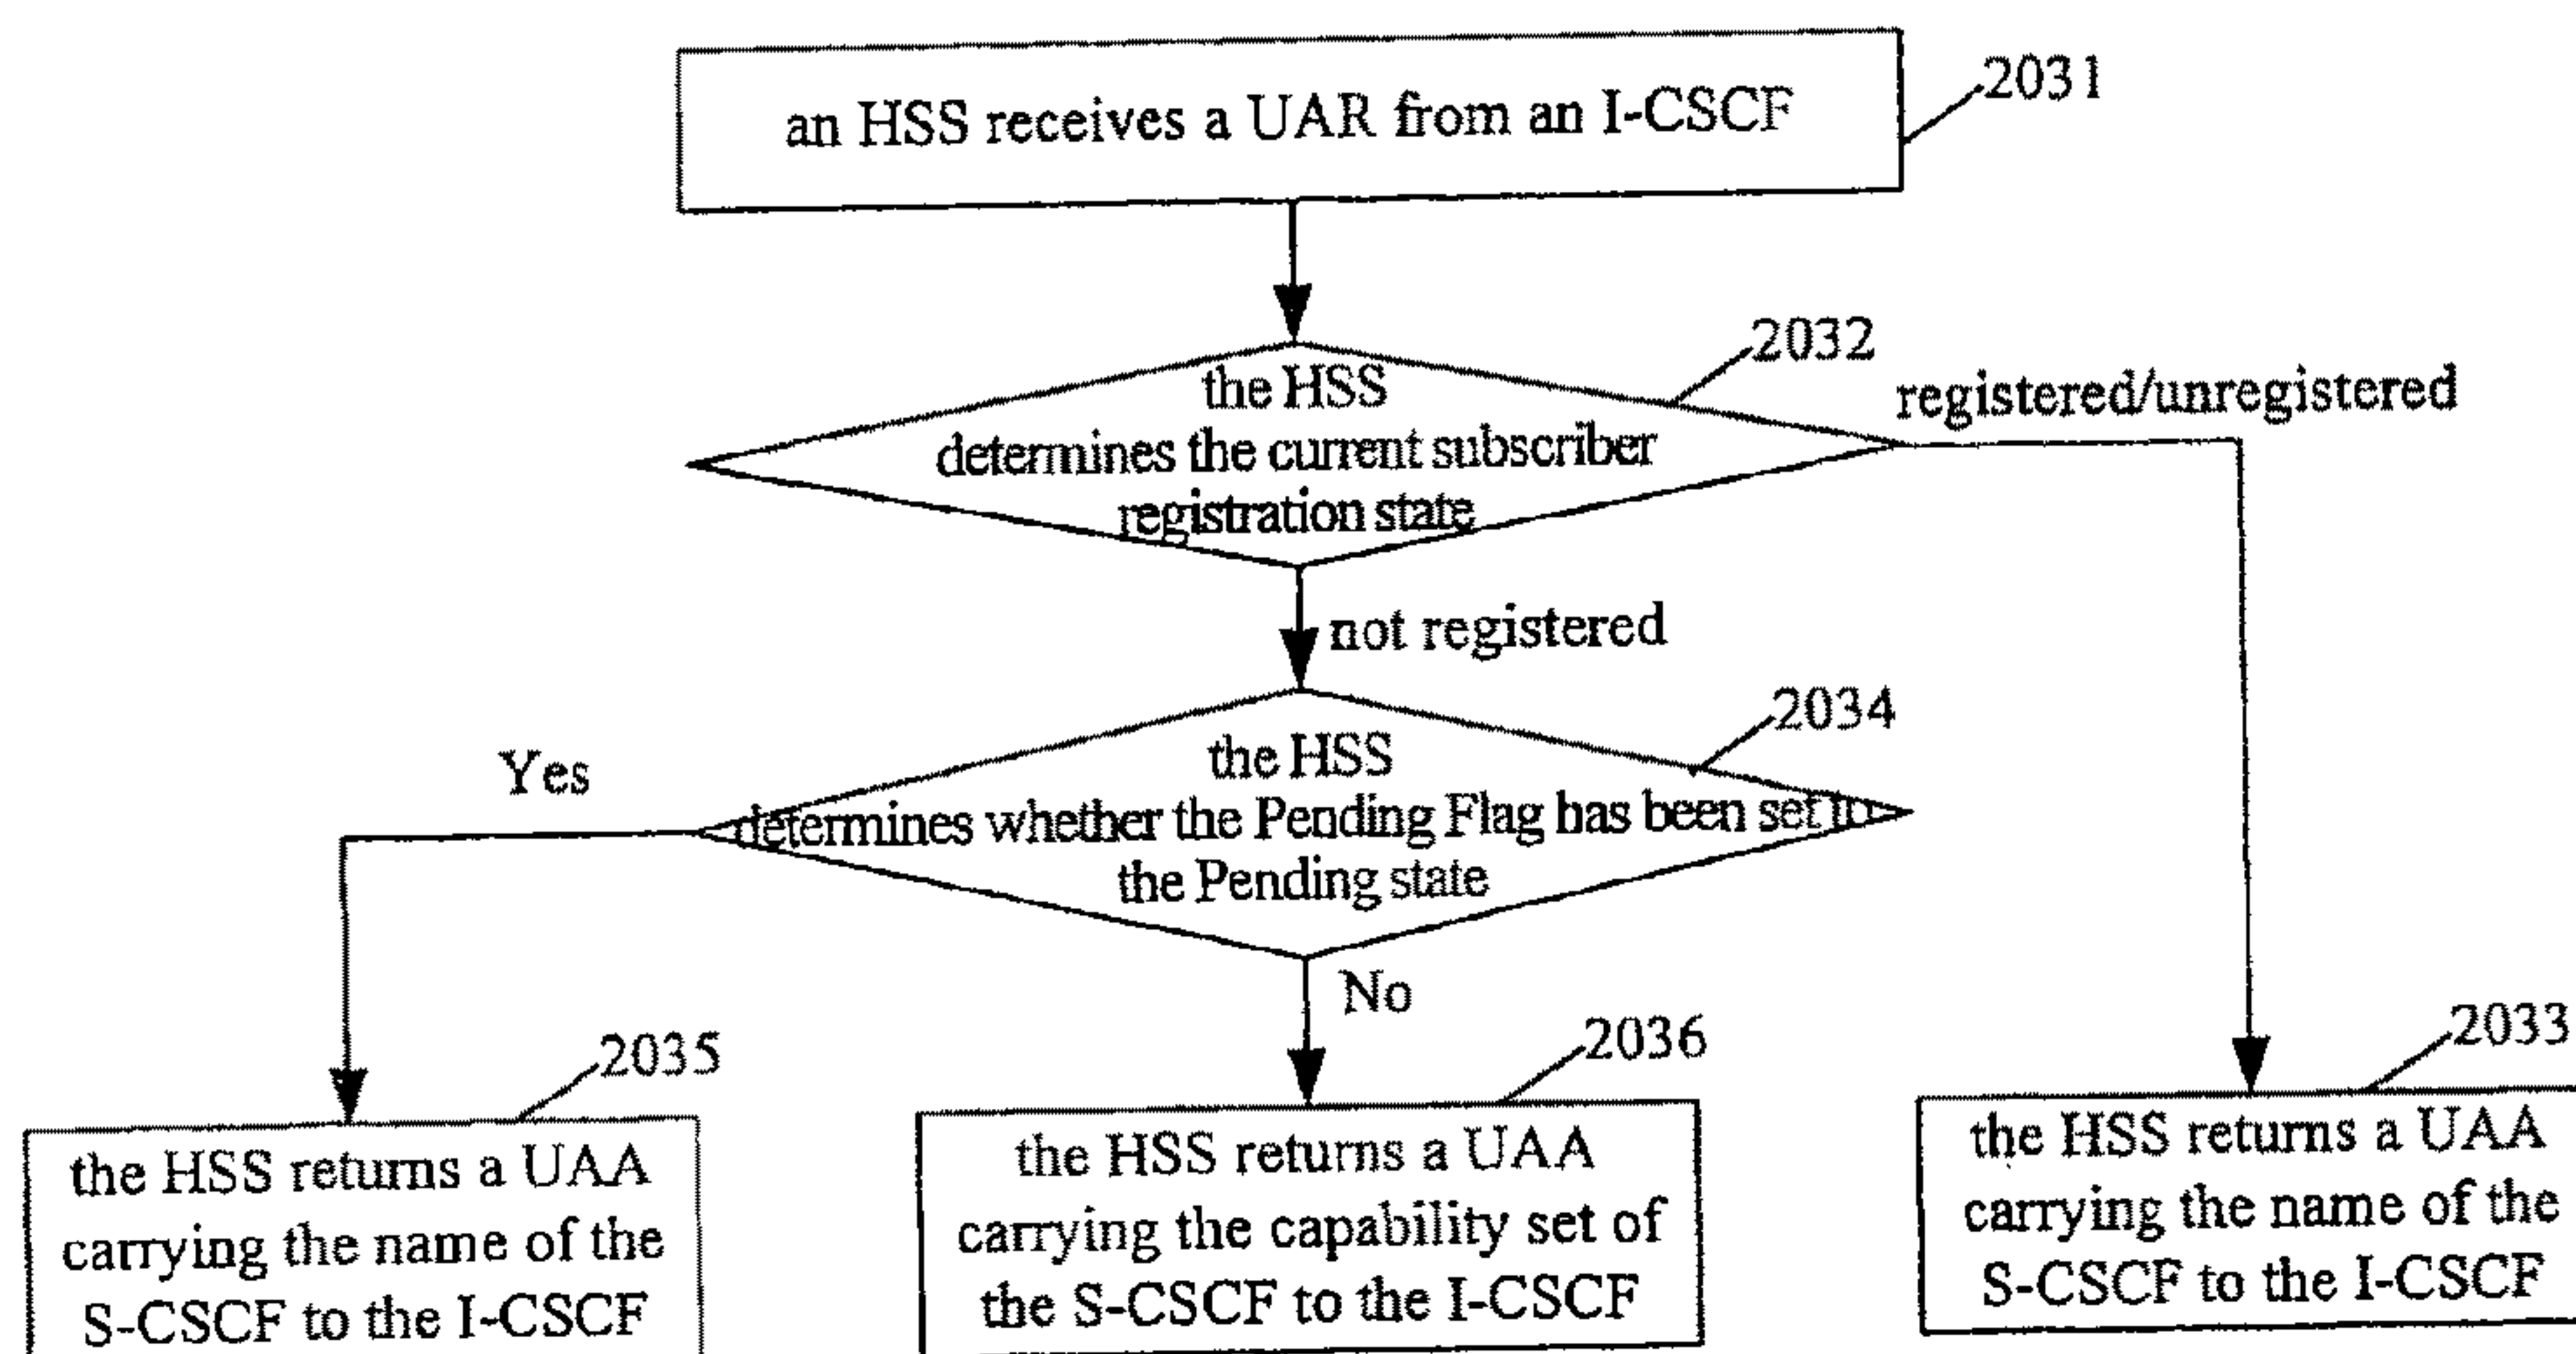 an HSS receives a UAR from an I-CSCF
2031
2032
the HSS
determines the current subscriber
registration state
registered/unregistered
not registered
2034
the HSS
determines whether the Pending Flag has been set in
the Pending state
Yes
No
2035
the HSS returns a UAA
carrying the name of the
S-CSCF to the I-CSCF
2036
the HSS returns a UAA
carrying the capability set of
the S-CSCF to the I-CSCF
2033
the HSS returns a UAA
carrying the name of the
S-CSCF to the I-CSCF